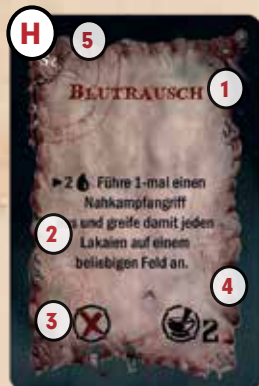 H
5
BLUTRAUSCH 1
▸2 Führe 1-mal einen
Nahkampfangriff
und greife damit jeden
2 Lakaien auf einem
beliebigen Feld an.
4
3
2